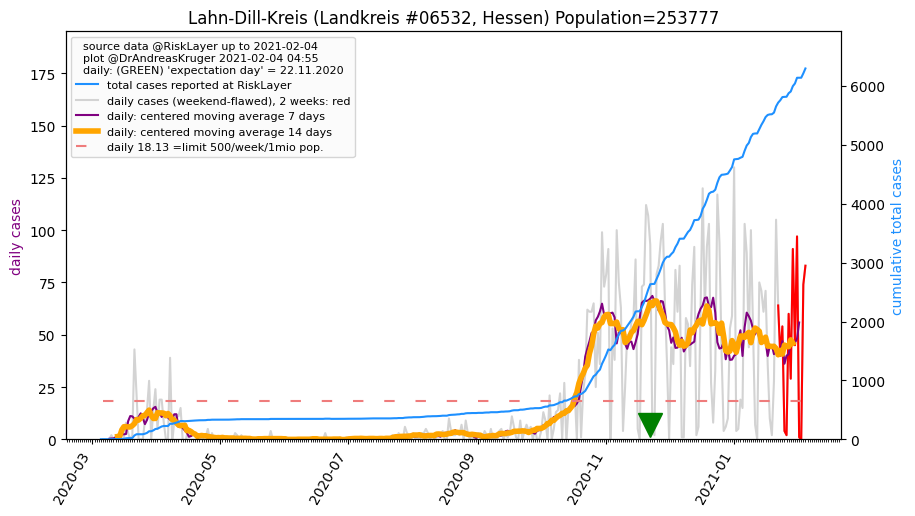 Lahn-Dill-Kreis (Landkreis #06532, Hessen) Population=253777
source data @RiskLayer up to 2021-02-04
plot @DrAndreasKruger 2021-02-04 04:55
daily: (GREEN) 'expectation day' = 22.11.2020
total cases reported at RiskLayer
daily cases (weekend-flawed), 2 weeks: red
daily: centered moving average 7 days
daily: centered moving average 14 days
daily 18.13 =limit 500/week/1mio pop.
daily cases
175
150
125
100
75
50
25
0
cumulative total cases
6000
5000
4000
3000
2000
1000
0
2020-03
2020-05
2020-07
2020-09
2020-11
2021-01